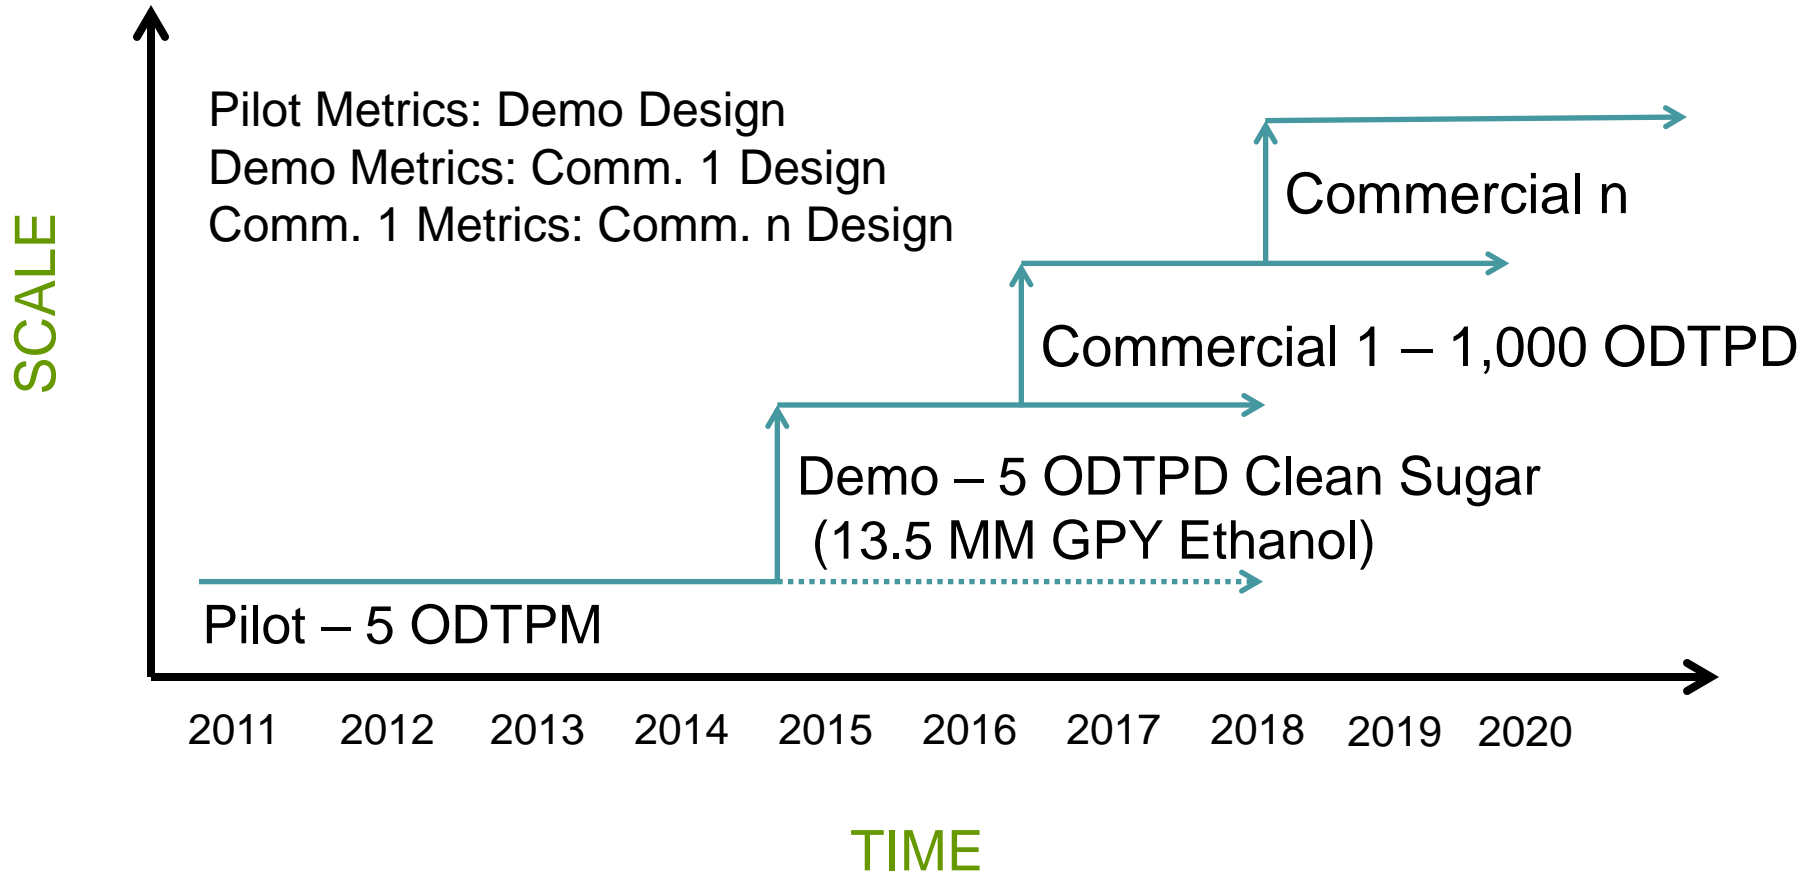 Pilot Metrics: Demo Design
Demo Metrics: Comm. 1 Design
Comm. 1 Metrics: Comm. n Design
SCALE
Commercial n
Commercial 1 – 1,000 ODTPD
Demo – 5 ODTPD Clean Sugar
(13.5 MM GPY Ethanol)
Pilot – 5 ODTPM
2011 2012 2013 2014 2015 2016 2017 2018 2019 2020
TIME